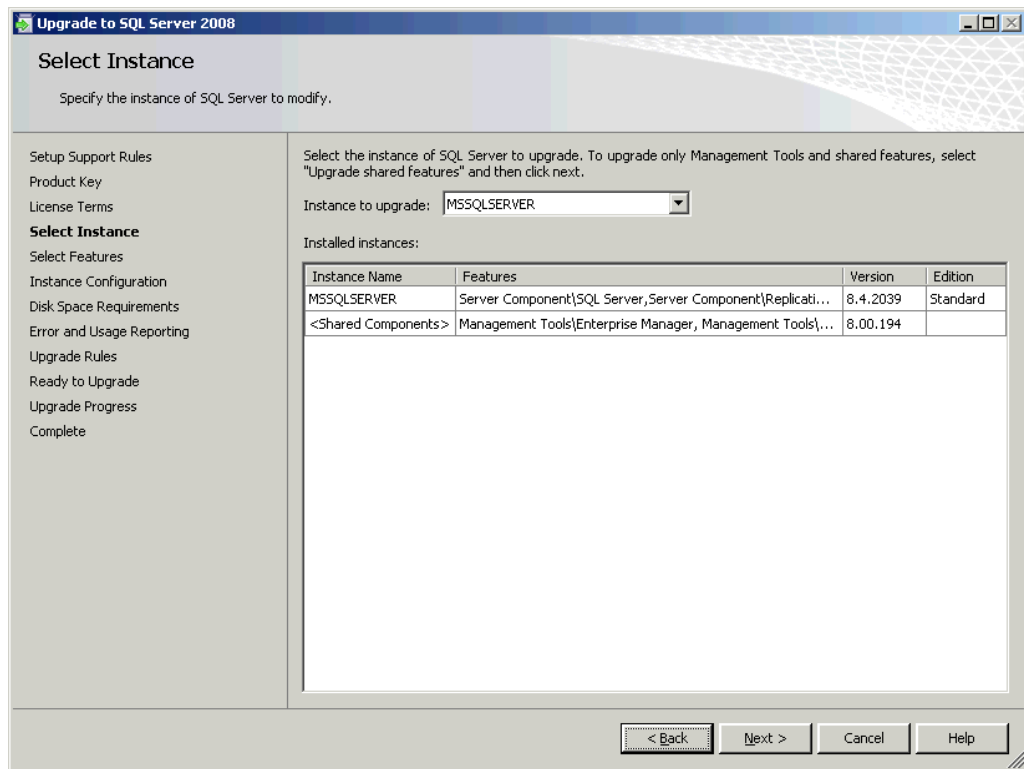 Upgrade to SQL Server 2008
Select Instance
Specify the instance of SQL Server to modify.
Setup Support Rules
Product Key
License Terms
Select Instance
Select Features
Instance Configuration
Disk Space Requirements
Error and Usage Reporting
Upgrade Rules
Ready to Upgrade
Upgrade Progress
Complete
Select the instance of SQL Server to upgrade. To upgrade only Management Tools and shared features, select
"Upgrade shared features" and then click next.
Instance to upgrade: MSSQLSERVER
Installed instances:
Instance Name Features Version Edition
MSSQLSERVER Server Component\SQL Server,Server Component\Replicati... 8.4.2039 Standard
<Shared Components> Management Tools\Enterprise Manager, Management Tools\... 8.00.194
< Back Next > Cancel Help